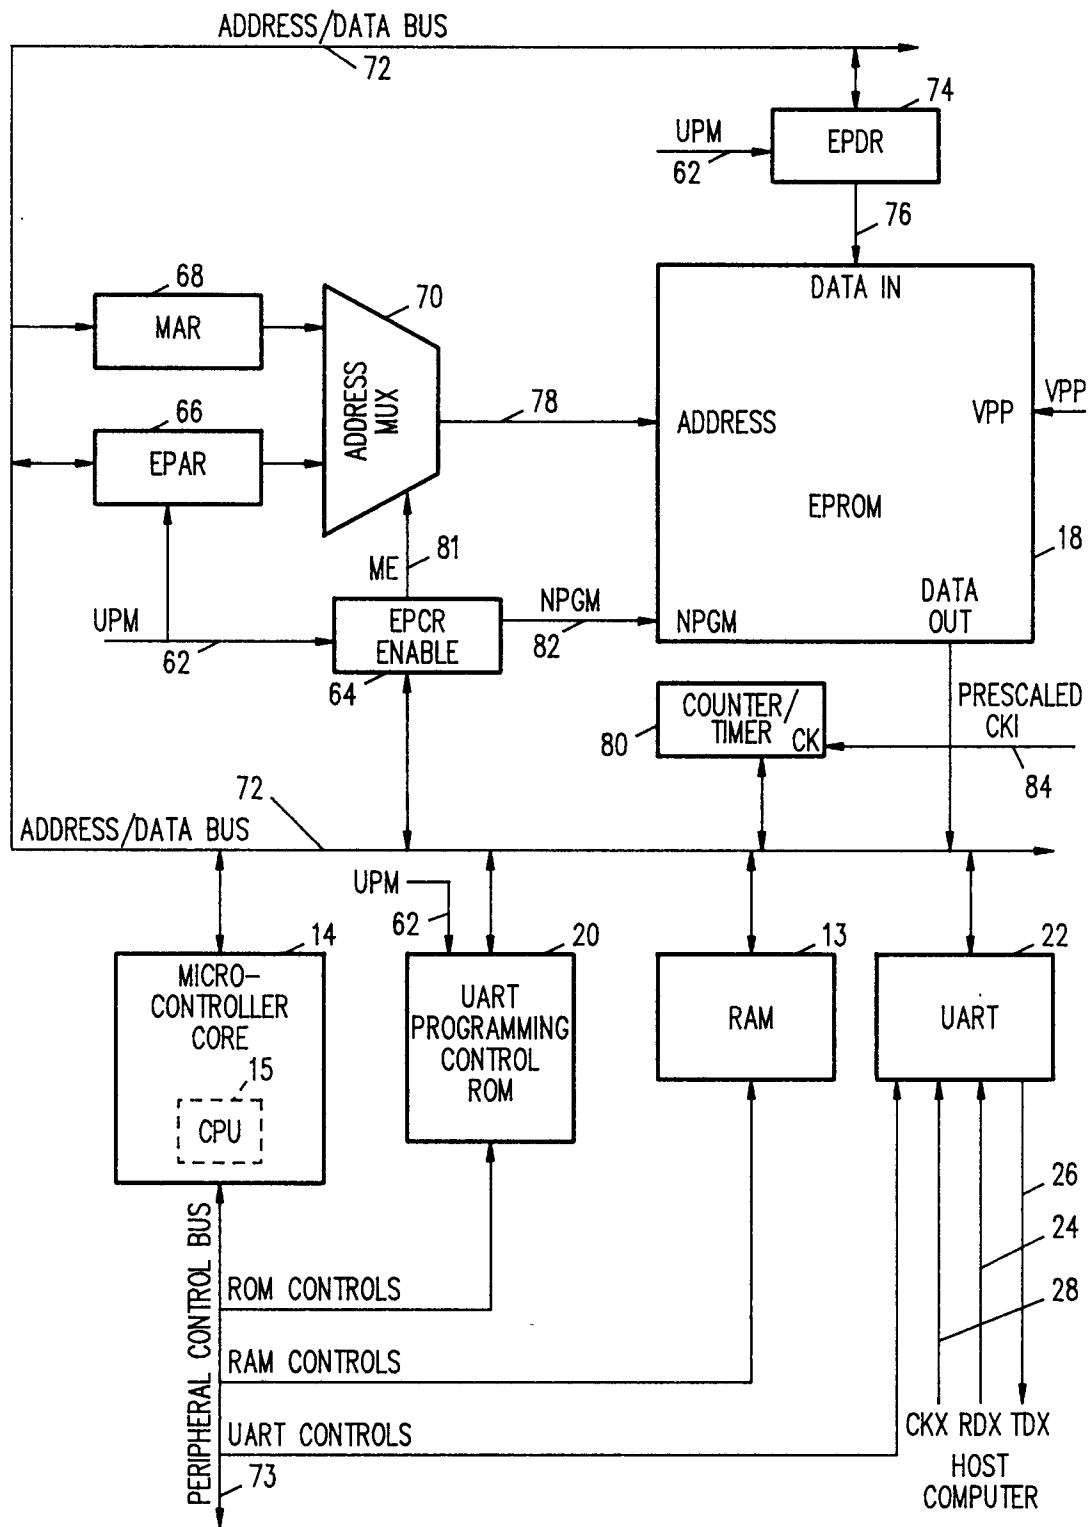 ADDRESS/DATA BUS
72
74
UPM
62
EPDR
76
DATA IN
68
MAR
70
ADDRESS
MUX
78
ADDRESS
VPP
VPP
66
EPAR
EPROM
18
ME
81
UPM
62
EPCR
ENABLE
64
NPGM
82
NPGM
DATA
OUT
80
COUNTER/
TIMER
CK
PRESCALED
CKI
84
72
ADDRESS/DATA BUS
UPM
62
14
MICRO-
CONTROLLER
CORE
15
CPU
20
UART
PROGRAMMING
CONTROL
ROM
13
RAM
22
UART
26
24
28
PERIPHERAL CONTROL BUS
ROM CONTROLS
RAM CONTROLS
UART CONTROLS
73
CKX RDX TDX
HOST
COMPUTER